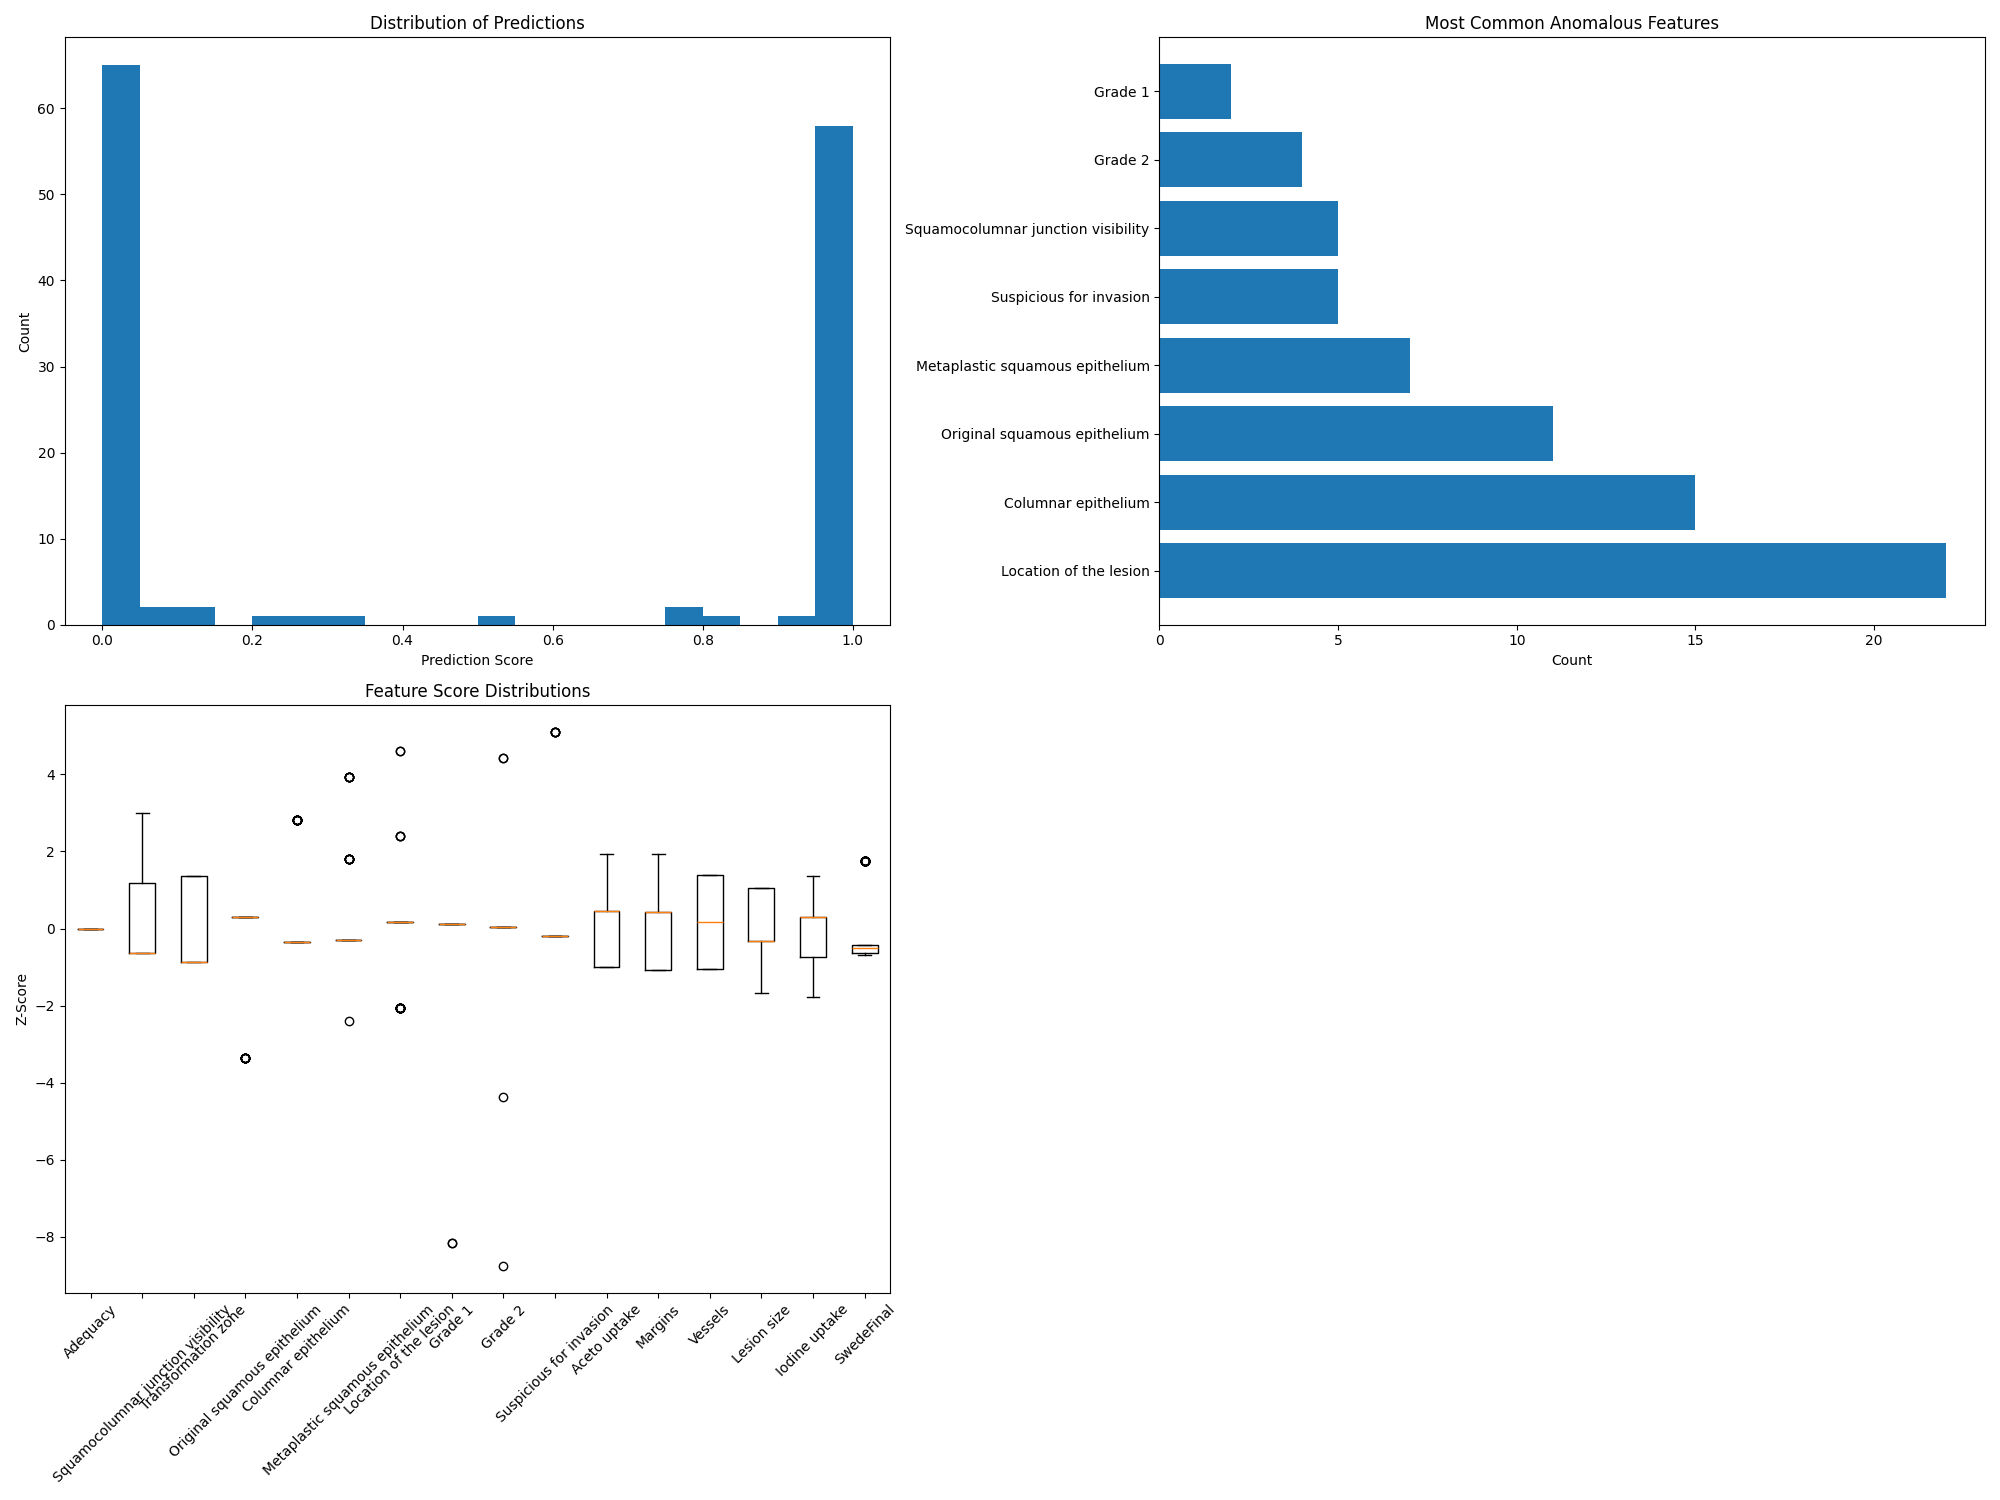 Distribution of Predictions
Count
60
50
40
30
20
10
0
0.0
0.2
0.4
0.6
0.8
1.0
Prediction Score
Most Common Anomalous Features
Grade 1
Grade 2
Squamocolumnar junction visibility
Suspicious for invasion
Metaplastic squamous epithelium
Original squamous epithelium
Columnar epithelium
Location of the lesion
0
5
10
15
20
Count
Feature Score Distributions
Z-Score
4
2
0
−2
−4
−6
−8
Adequacy
Squamocolumnar junction visibility
Transformation zone
Original squamous epithelium
Columnar epithelium
Metaplastic squamous epithelium
Location of the lesion
Grade 1
Grade 2
Suspicious for invasion
Aceto uptake
Margins
Vessels
Lesion size
Iodine uptake
SwedeFinal